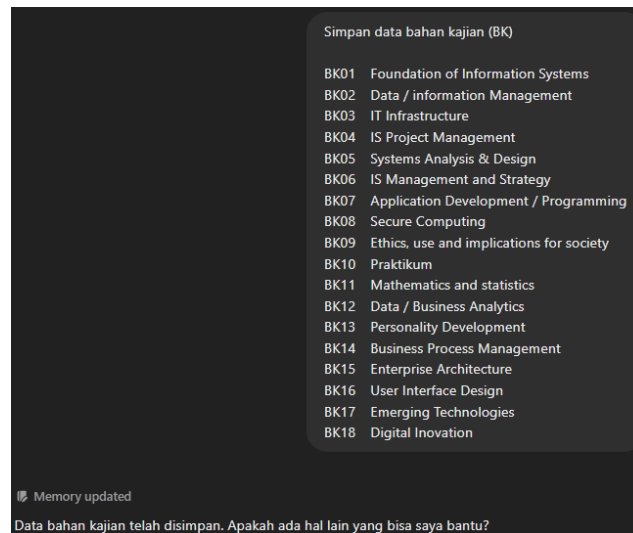 Simpan data bahan kajian (BK)
BK01 Foundation of Information Systems
BK02 Data / information Management
BK03 IT Infrastructure
BK04 IS Project Management
BK05 Systems Analysis & Design
BK06 IS Management and Strategy
BK07 Application Development / Programming
BK08 Secure Computing
BK09 Ethics, use and implications for society
BK10 Praktikum
BK11 Mathematics and statistics
BK12 Data / Business Analytics
BK13 Personality Development
BK14 Business Process Management
BK15 Enterprise Architecture
BK16 User Interface Design
BK17 Emerging Technologies
BK18 Digital Inovation
Memory updated
Data bahan kajian telah disimpan. Apakah ada hal lain yang bisa saya bantu?